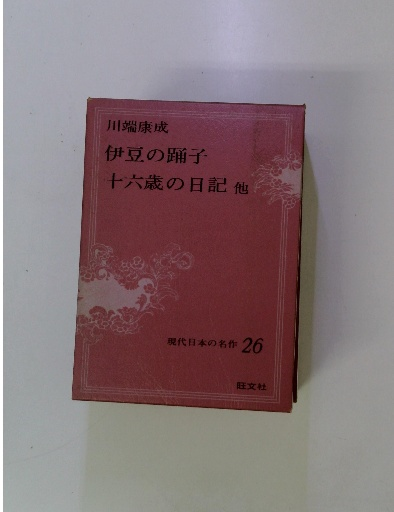 川端康成
伊豆の踊子
十六歳の日記 他
現代日本の名作 26
旺文社